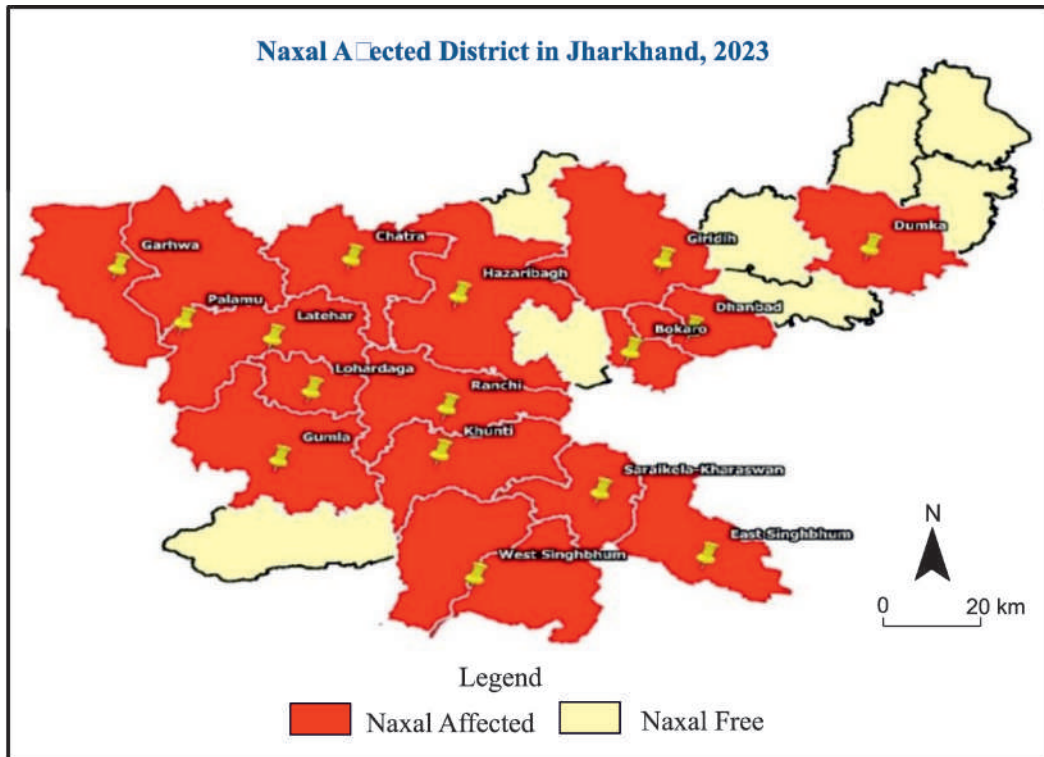 Naxal A□ected District in Jharkhand, 2023
Garhwa
Chatra
Giridih
Dumka
Hazaribagh
Palamu
Latehar
Dhanbad
Bokaro
Lohardaga
Ranchi
Gumla
Khunti
Saraikela-Kharaswan
East Singhbhum
West Singhbhum
N
0 20 km
Legend
Naxal Affected Naxal Free